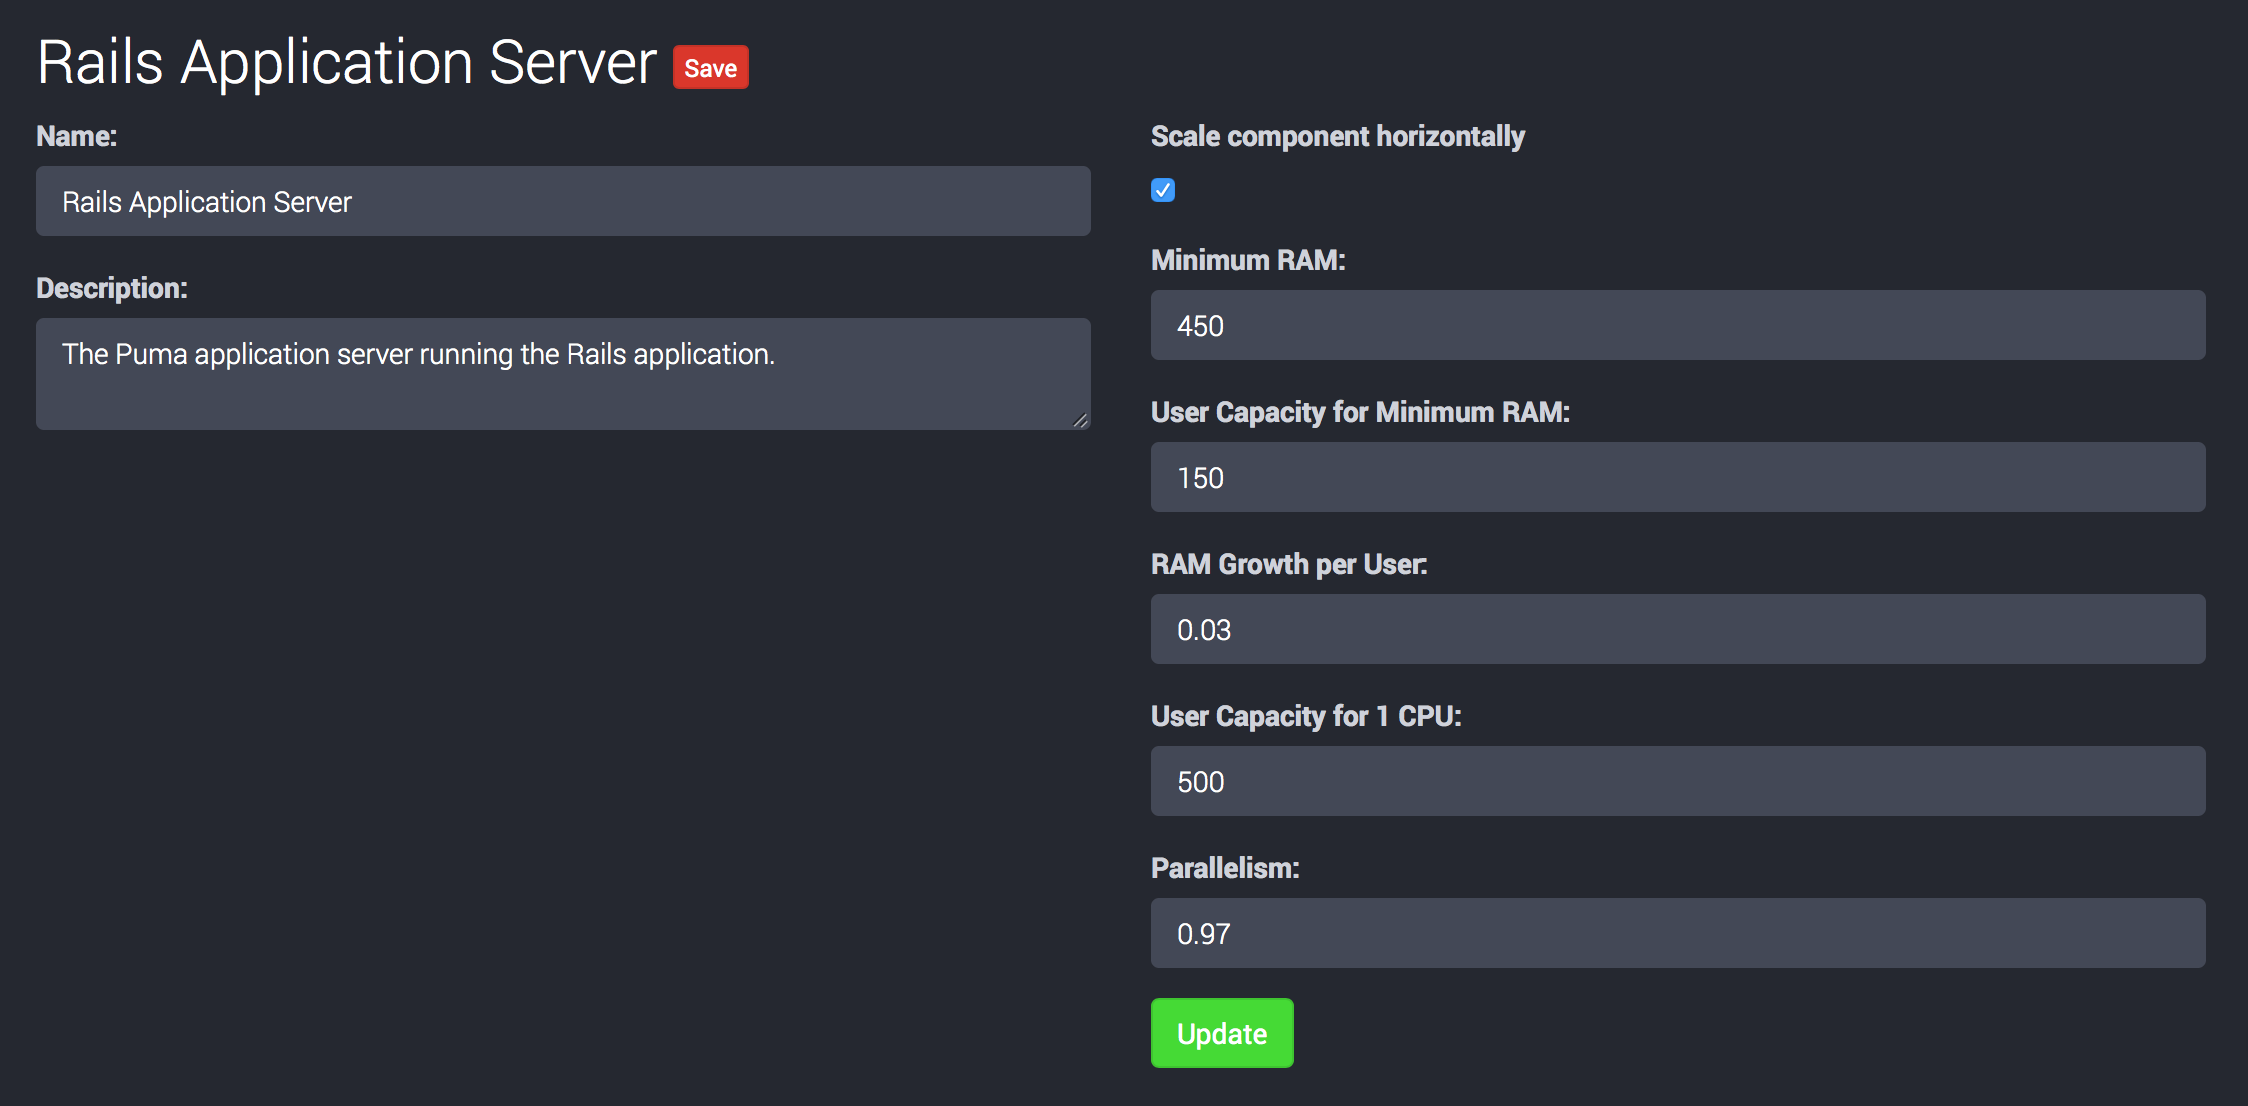 Rails Application Server Save
Name:
Rails Application Server
Description:
The Puma application server running the Rails application.
Scale component horizontally
Minimum RAM:
450
User Capacity for Minimum RAM:
150
RAM Growth per User:
0.03
User Capacity for 1 CPU:
500
Parallelism:
0.97
Update